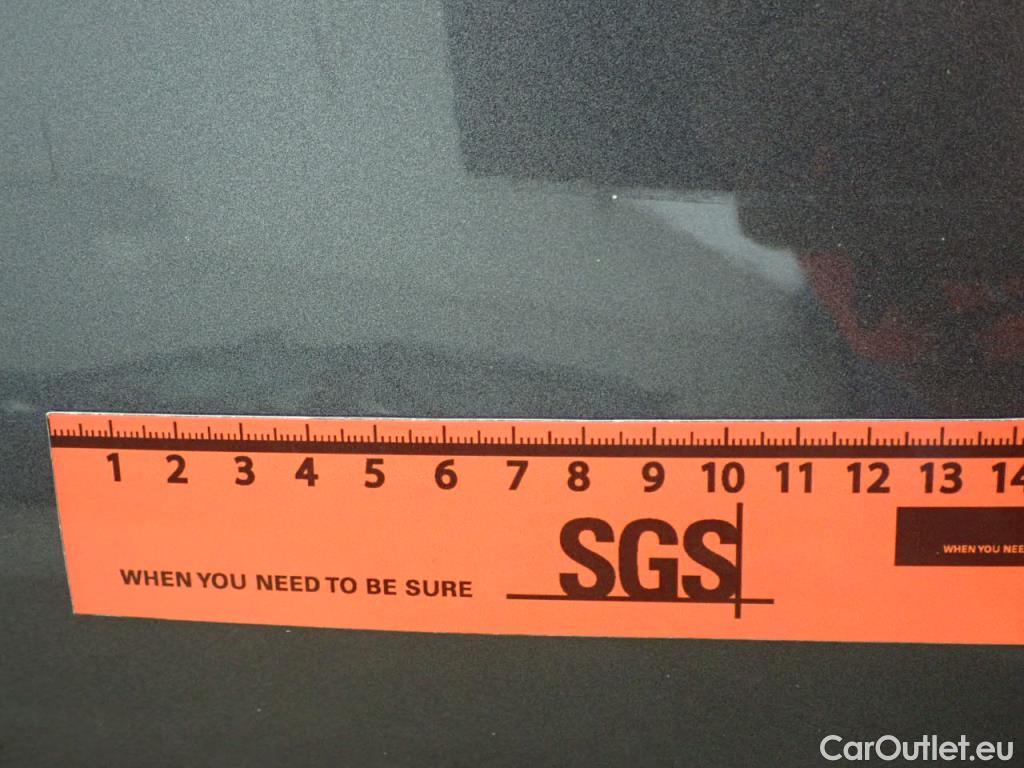 1 2 3 4 5 6 7 8 9 10 11 12 13 14
SGS
WHEN YOU NEED TO BE SURE
WHEN YOU NEE
CarOutlet.eu